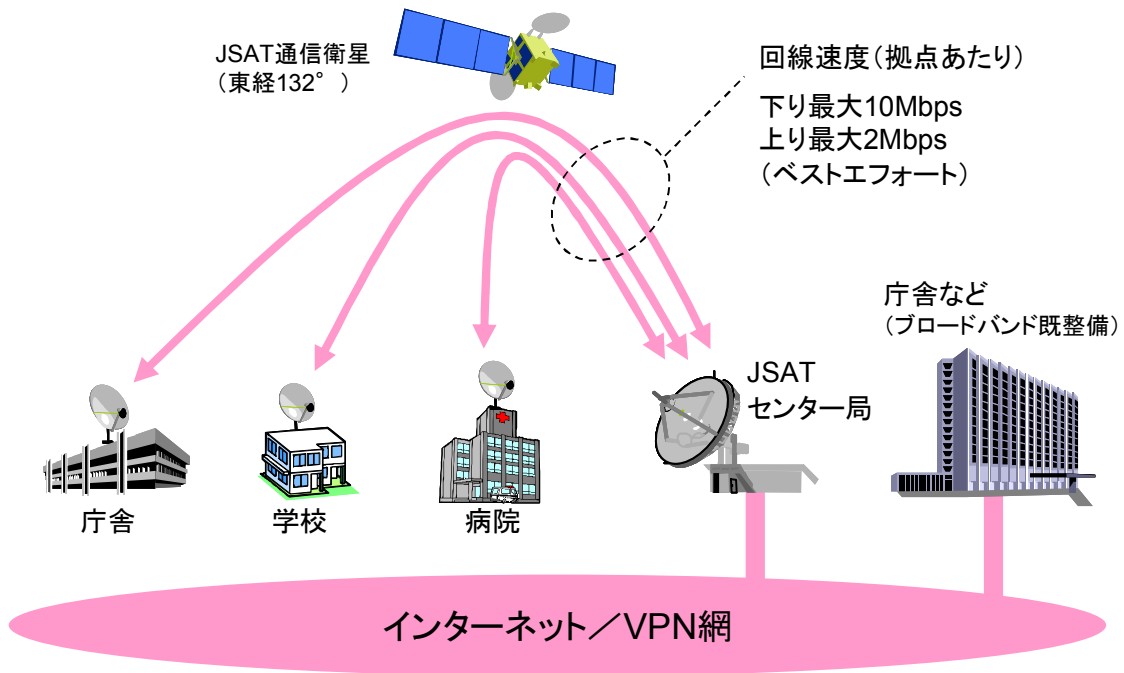 JSAT通信衛星
（東経132°）
回線速度（拠点あたり）
下り最大10Mbps
上り最大2Mbps
（ベストエフォート）
庁舎など
（ブロードバンド既整備）
JSAT
センター局
庁舎
学校
病院
インターネット／VPN網